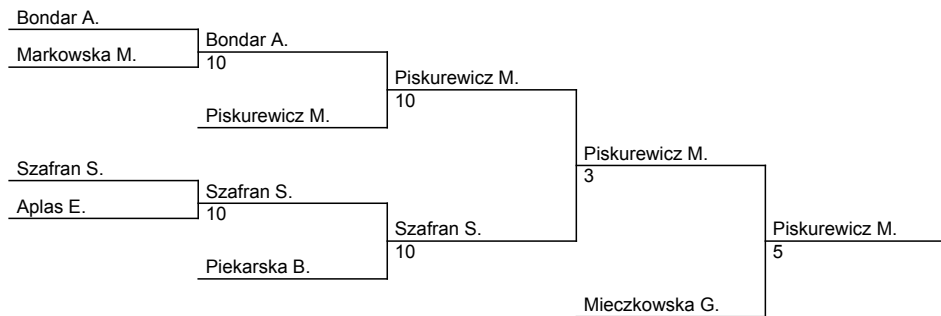 Bondar A.
Markowska M.
Bondar A.
10
Piskurewicz M.
Piskurewicz M.
10
Szafran S.
Aplas E.
Szafran S.
10
Piekarska B.
Szafran S.
10
Piskurewicz M.
3
Mieczkowska G.
Piskurewicz M.
5